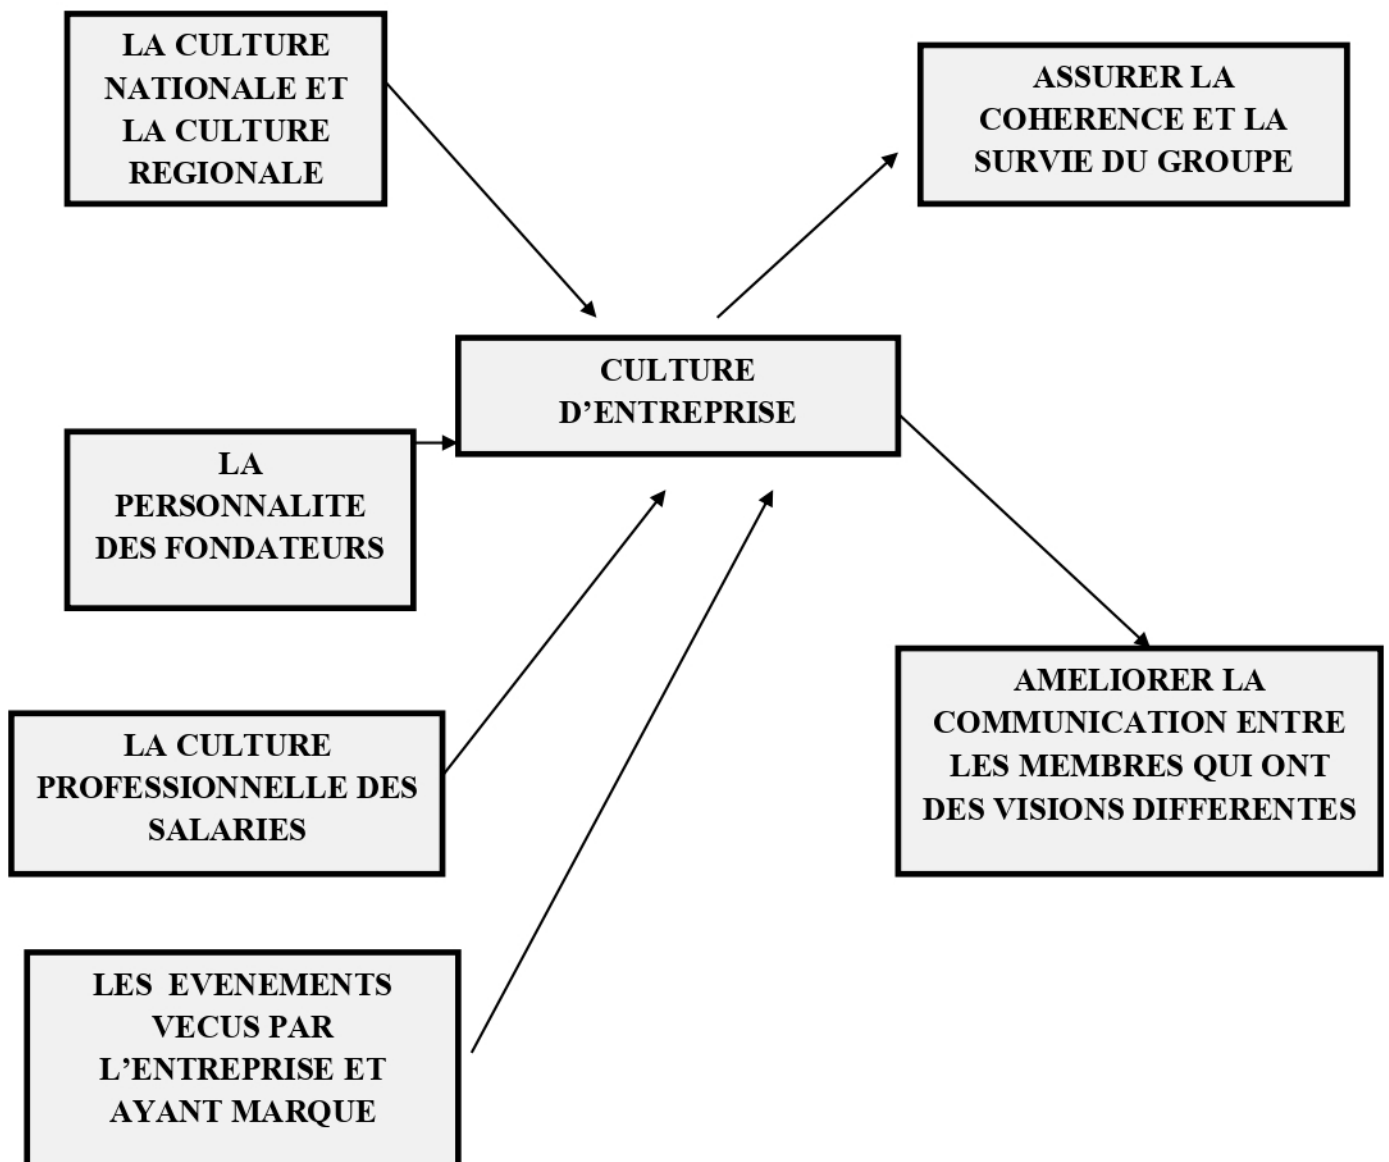 LA CULTURE
NATIONALE ET
LA CULTURE
REGIONALE
ASSURER LA
COHERENCE ET LA
SURVIE DU GROUPE
CULTURE
D’ENTREPRISE
LA
PERSONNALITE
DES FONDATEURS
AMELIORER LA
COMMUNICATION ENTRE
LES MEMBRES QUI ONT
DES VISIONS DIFFERENTES
LA CULTURE
PROFESSIONNELLE DES
SALARIES
LES EVENEMENTS
VECUS PAR
L’ENTREPRISE ET
AYANT MARQUE